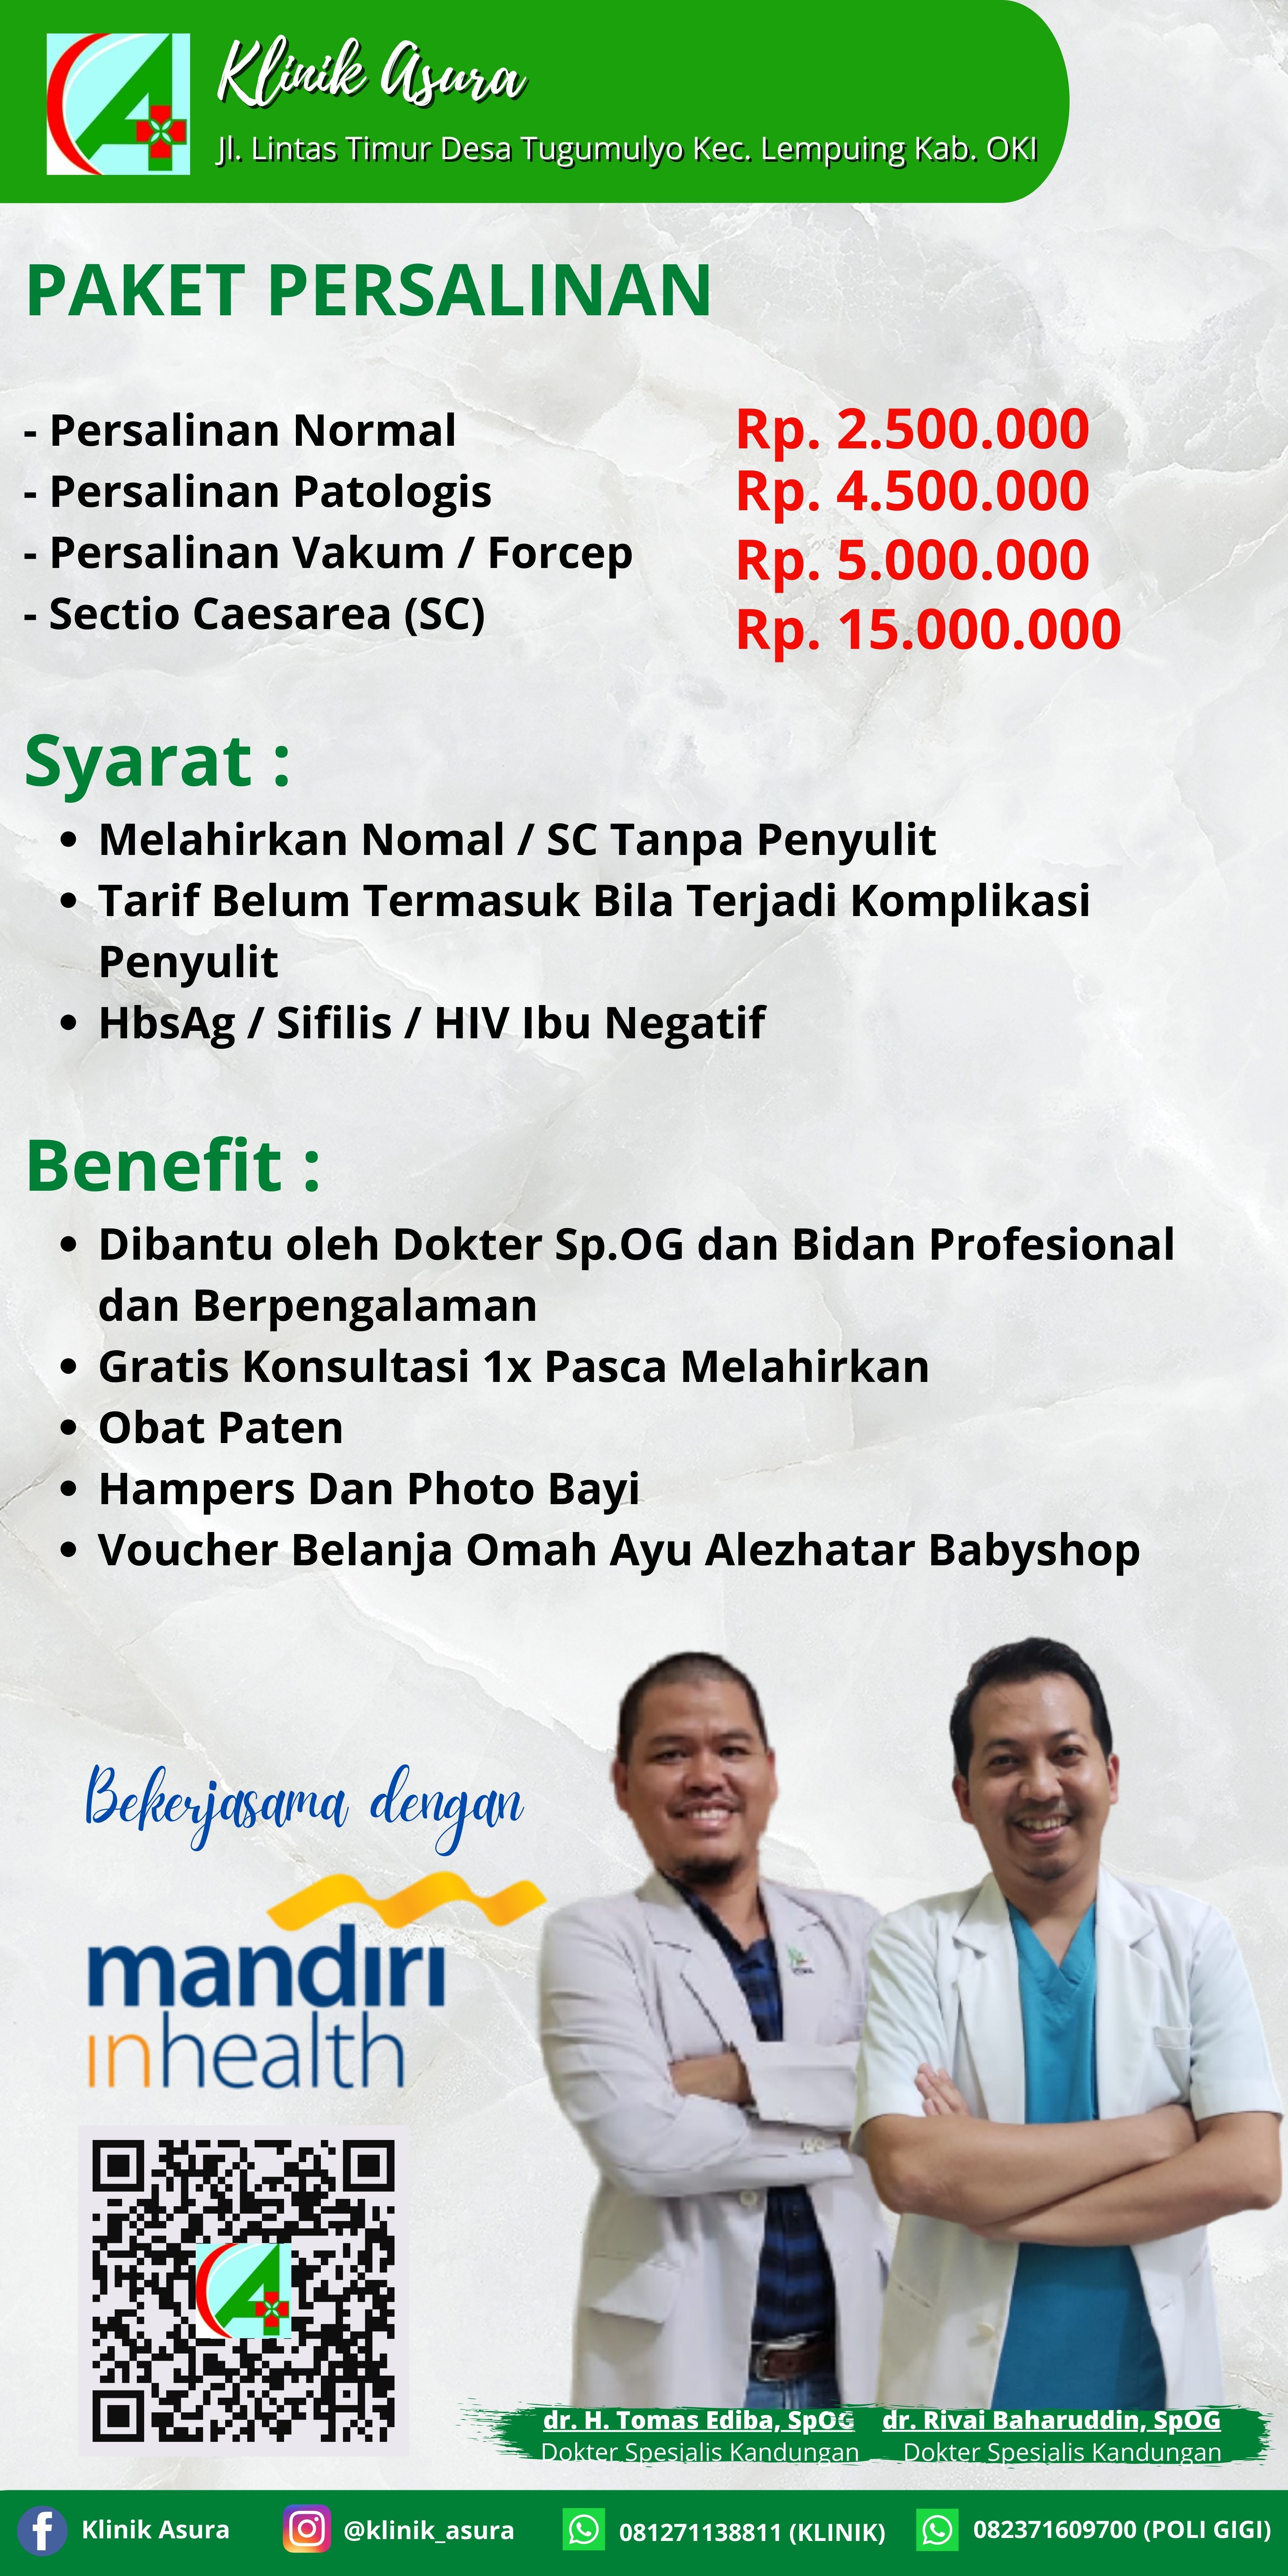 Klinik Asura
Jl. Lintas Timur Desa Tugumulyo Kec. Lempuing Kab. OKI
PAKET PERSALINAN
- Persalinan Normal Rp. 2.500.000
- Persalinan Patologis Rp. 4.500.000
- Persalinan Vakum / Forcep Rp. 5.000.000
- Sectio Caesarea (SC) Rp. 15.000.000
Syarat :
• Melahirkan Nomal / SC Tanpa Penyulit
• Tarif Belum Termasuk Bila Terjadi Komplikasi
Penyulit
• HbsAg / Sifilis / HIV Ibu Negatif
Benefit :
• Dibantu oleh Dokter Sp.OG dan Bidan Profesional
dan Berpengalaman
• Gratis Konsultasi 1x Pasca Melahirkan
• Obat Paten
• Hampers Dan Photo Bayi
• Voucher Belanja Omah Ayu Alezhatar Babyshop
Bekerjasama dengan
mandiri
inhealth
dr. H. Tomas Ediba, SpOG dr. Rivai Baharuddin, SpOG
Dokter Spesialis Kandungan Dokter Spesialis Kandungan
Klinik Asura @klinik_asura 081271138811 (KLINIK) 082371609700 (POLI GIGI)